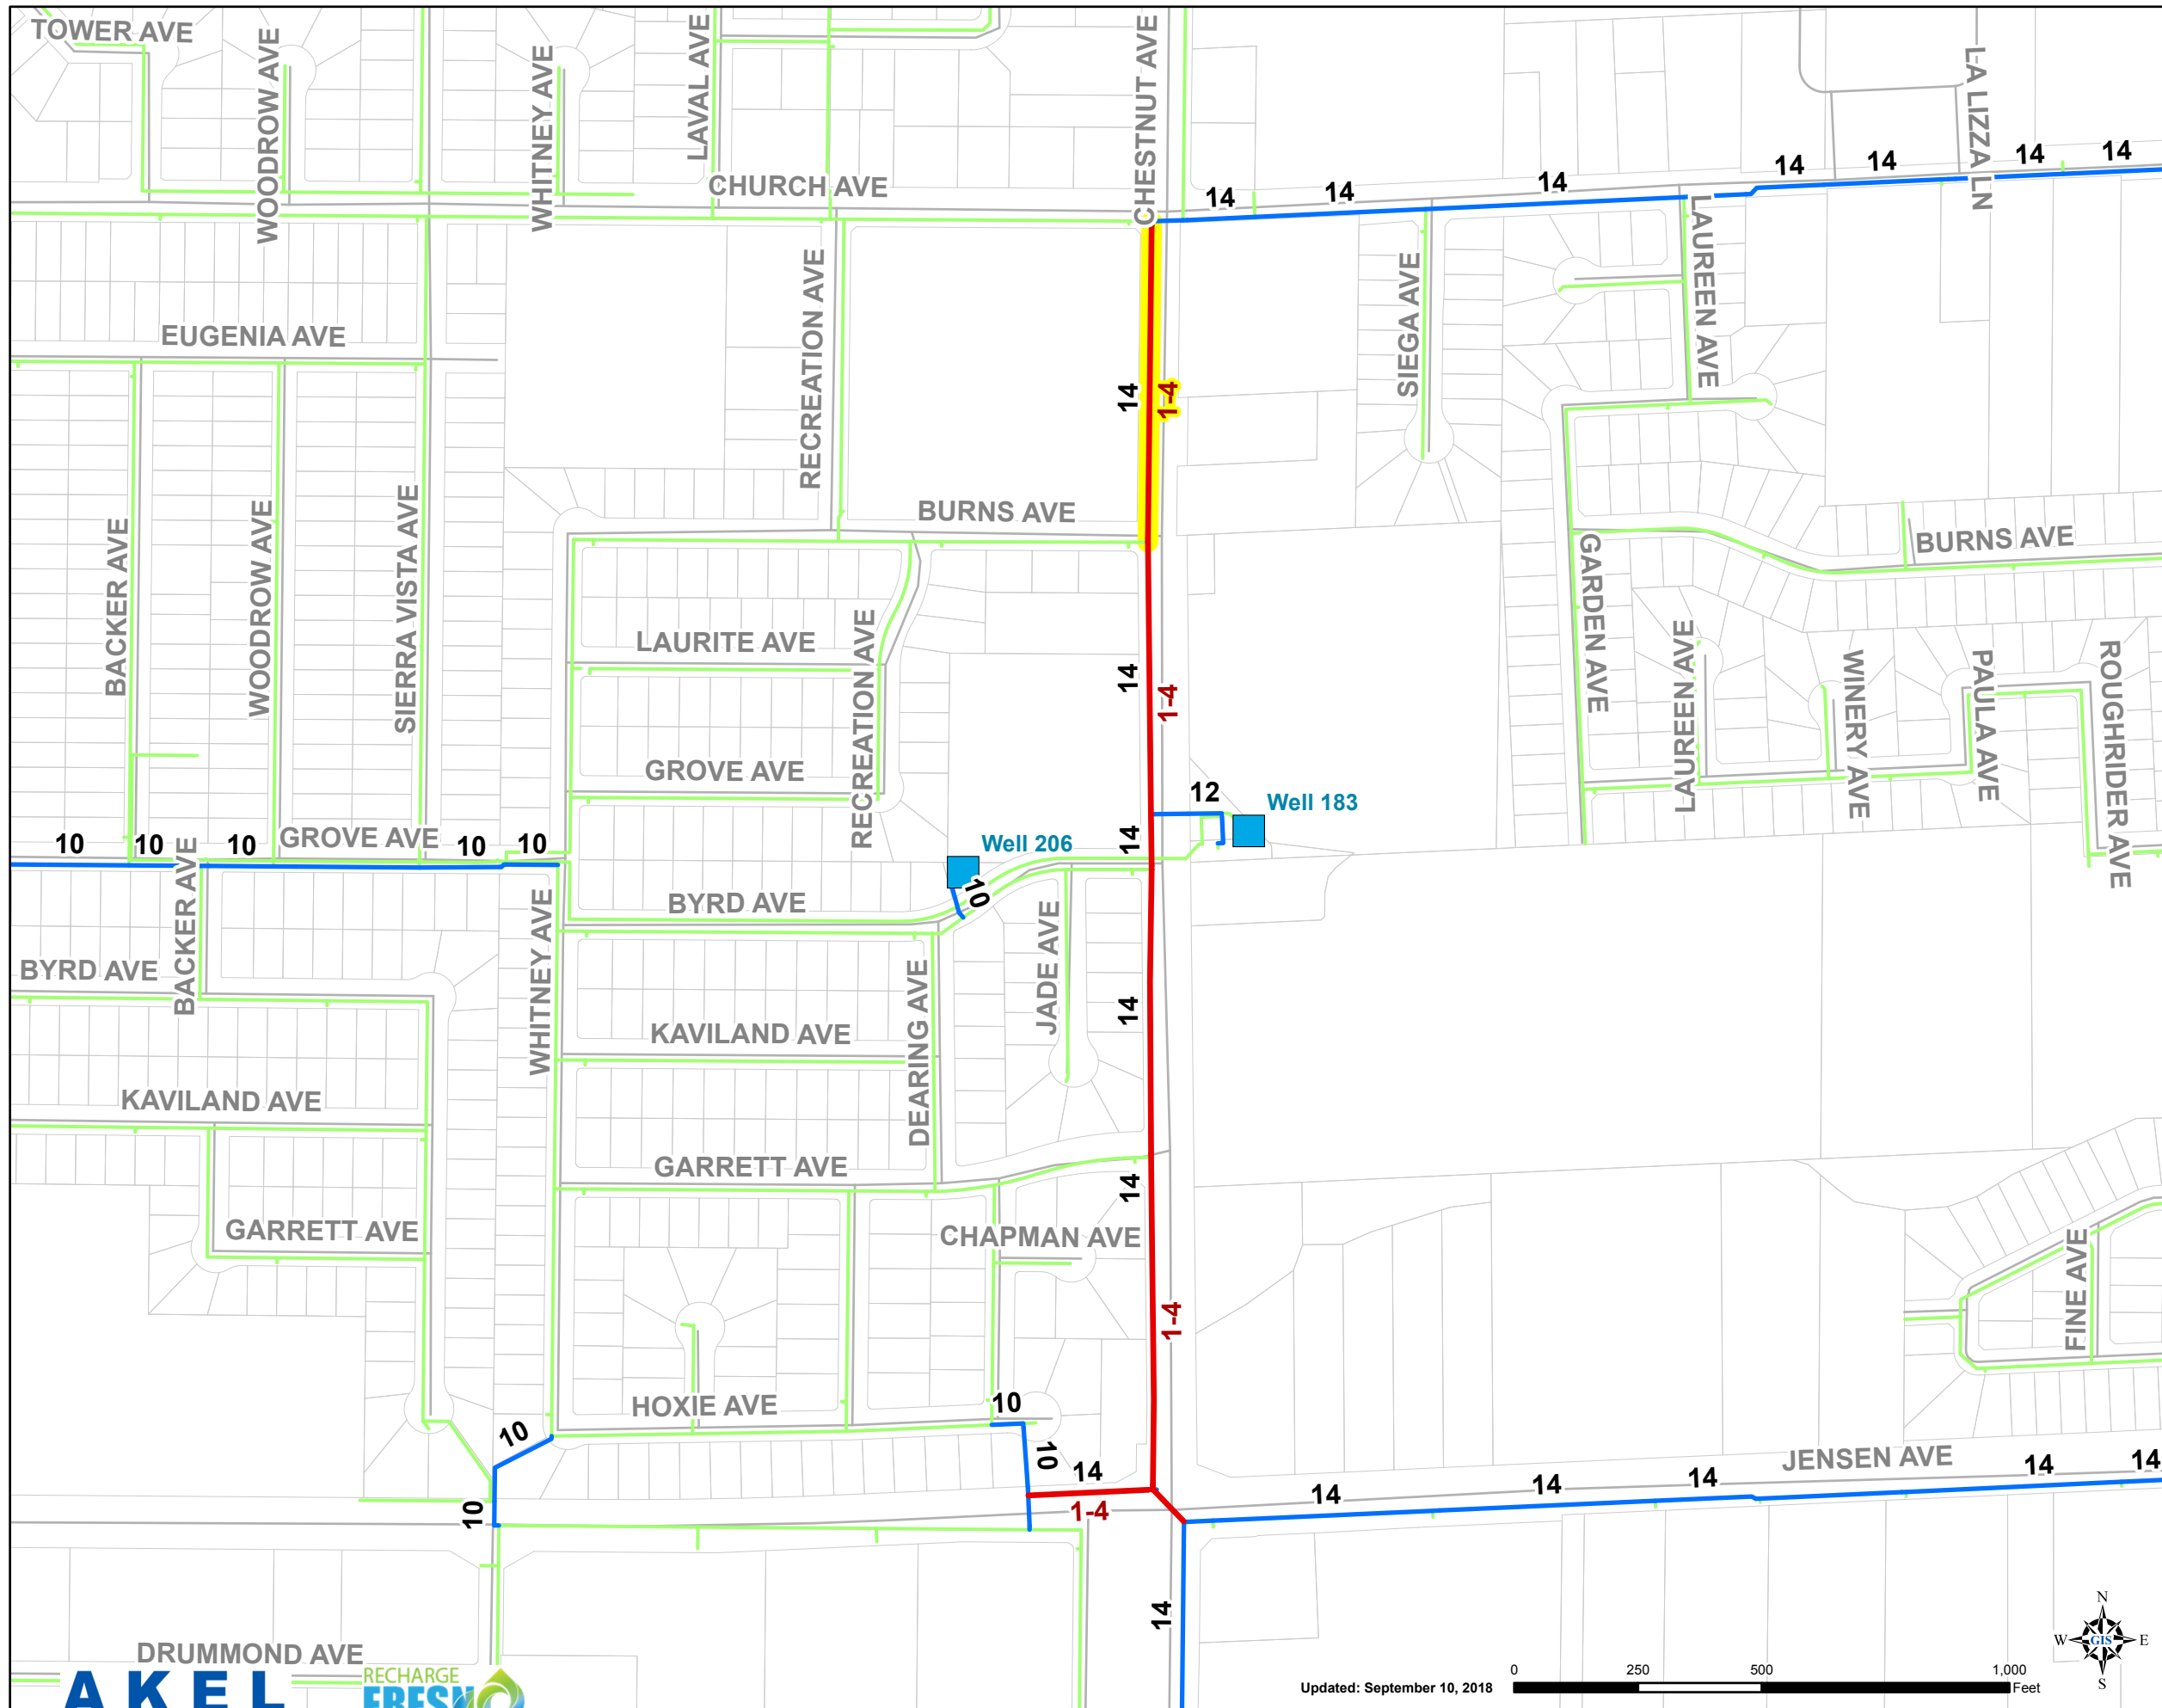 TOWER AVE
WOODROW AVE
WHITNEY AVE
LAVAL AVE
CHESTNUT AVE
LA LIZZA LN
CHURCH AVE
14
14
14
14
14
14
14
EUGENIA AVE
RECREATION AVE
SIEGA AVE
LAUREEN AVE
14
1-4
BURNS AVE
BURNS AVE
BACKER AVE
WOODROW AVE
SIERRA VISTA AVE
LAURITE AVE
RECREATION AVE
GARDEN AVE
LAUREEN AVE
WINERY AVE
PAULA AVE
ROUGHRIDER AVE
14
1-4
GROVE AVE
12
Well 183
10
10
10
GROVE AVE
10
10
Well 206
14
10
BACKER AVE
BYRD AVE
WHITNEY AVE
BYRD AVE
JADE AVE
DEARING AVE
14
KAVILAND AVE
KAVILAND AVE
GARRETT AVE
14
GARRETT AVE
CHAPMAN AVE
FINE AVE
1-4
HOXIE AVE
10
10
10
10
14
1-4
JENSEN AVE
14
14
14
14
14
14
DRUMMOND AVE
AKEL
RECHARGE
FRESNO
Updated: September 10, 2018
0 250 500 1,000
Feet
N
W GIS E
S